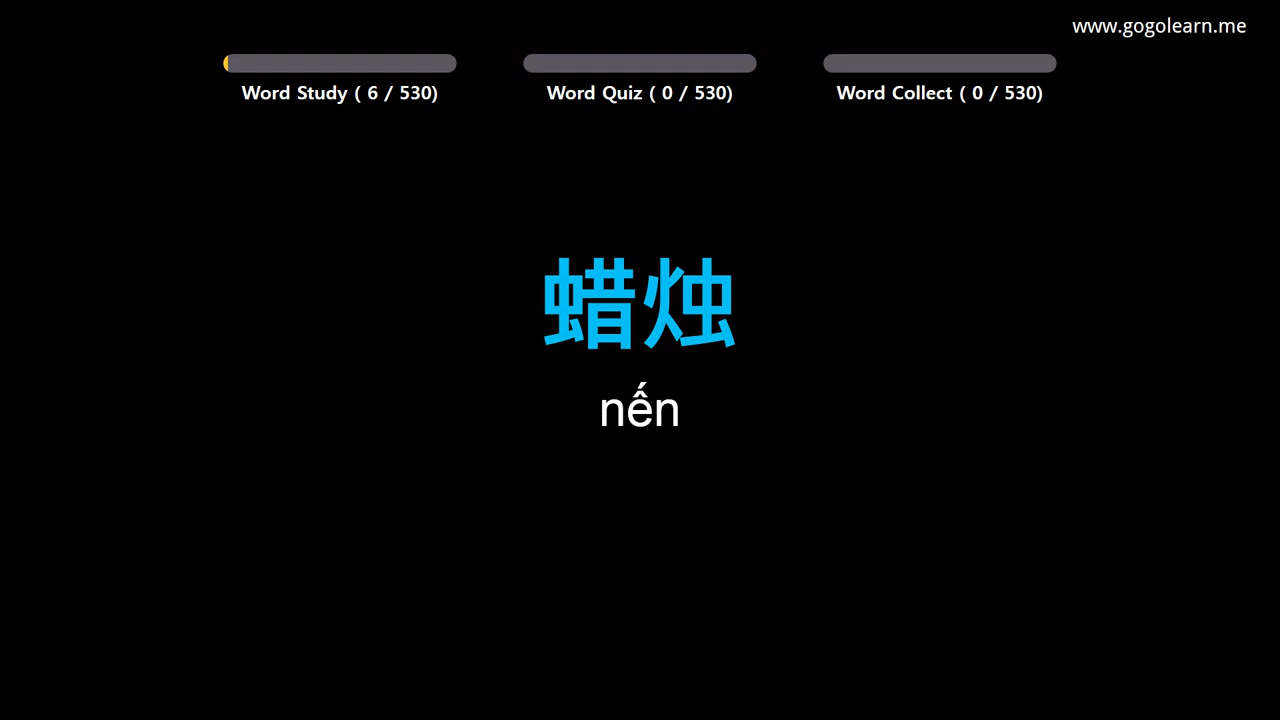 www.gogolearn.me
Word Study ( 6 / 530)
Word Quiz ( 0 / 530)
Word Collect ( 0 / 530)
蜡烛
nến